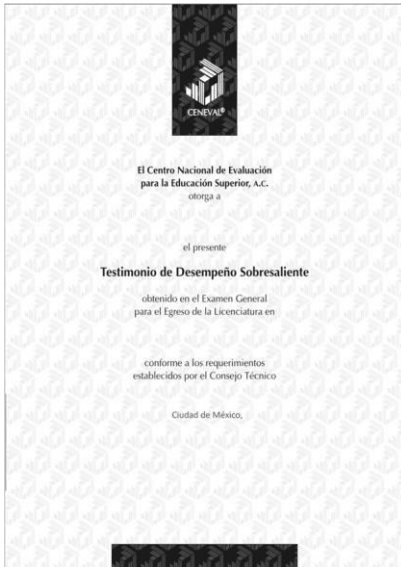 CENEVAL®
El Centro Nacional de Evaluación
para la Educación Superior, A.C.
otorga a
el presente
Testimonio de Desempeño Sobresaliente
obtenido en el Examen General
para el Egreso de la Licenciatura en
conforme a los requerimientos
establecidos por el Consejo Técnico
Ciudad de México,